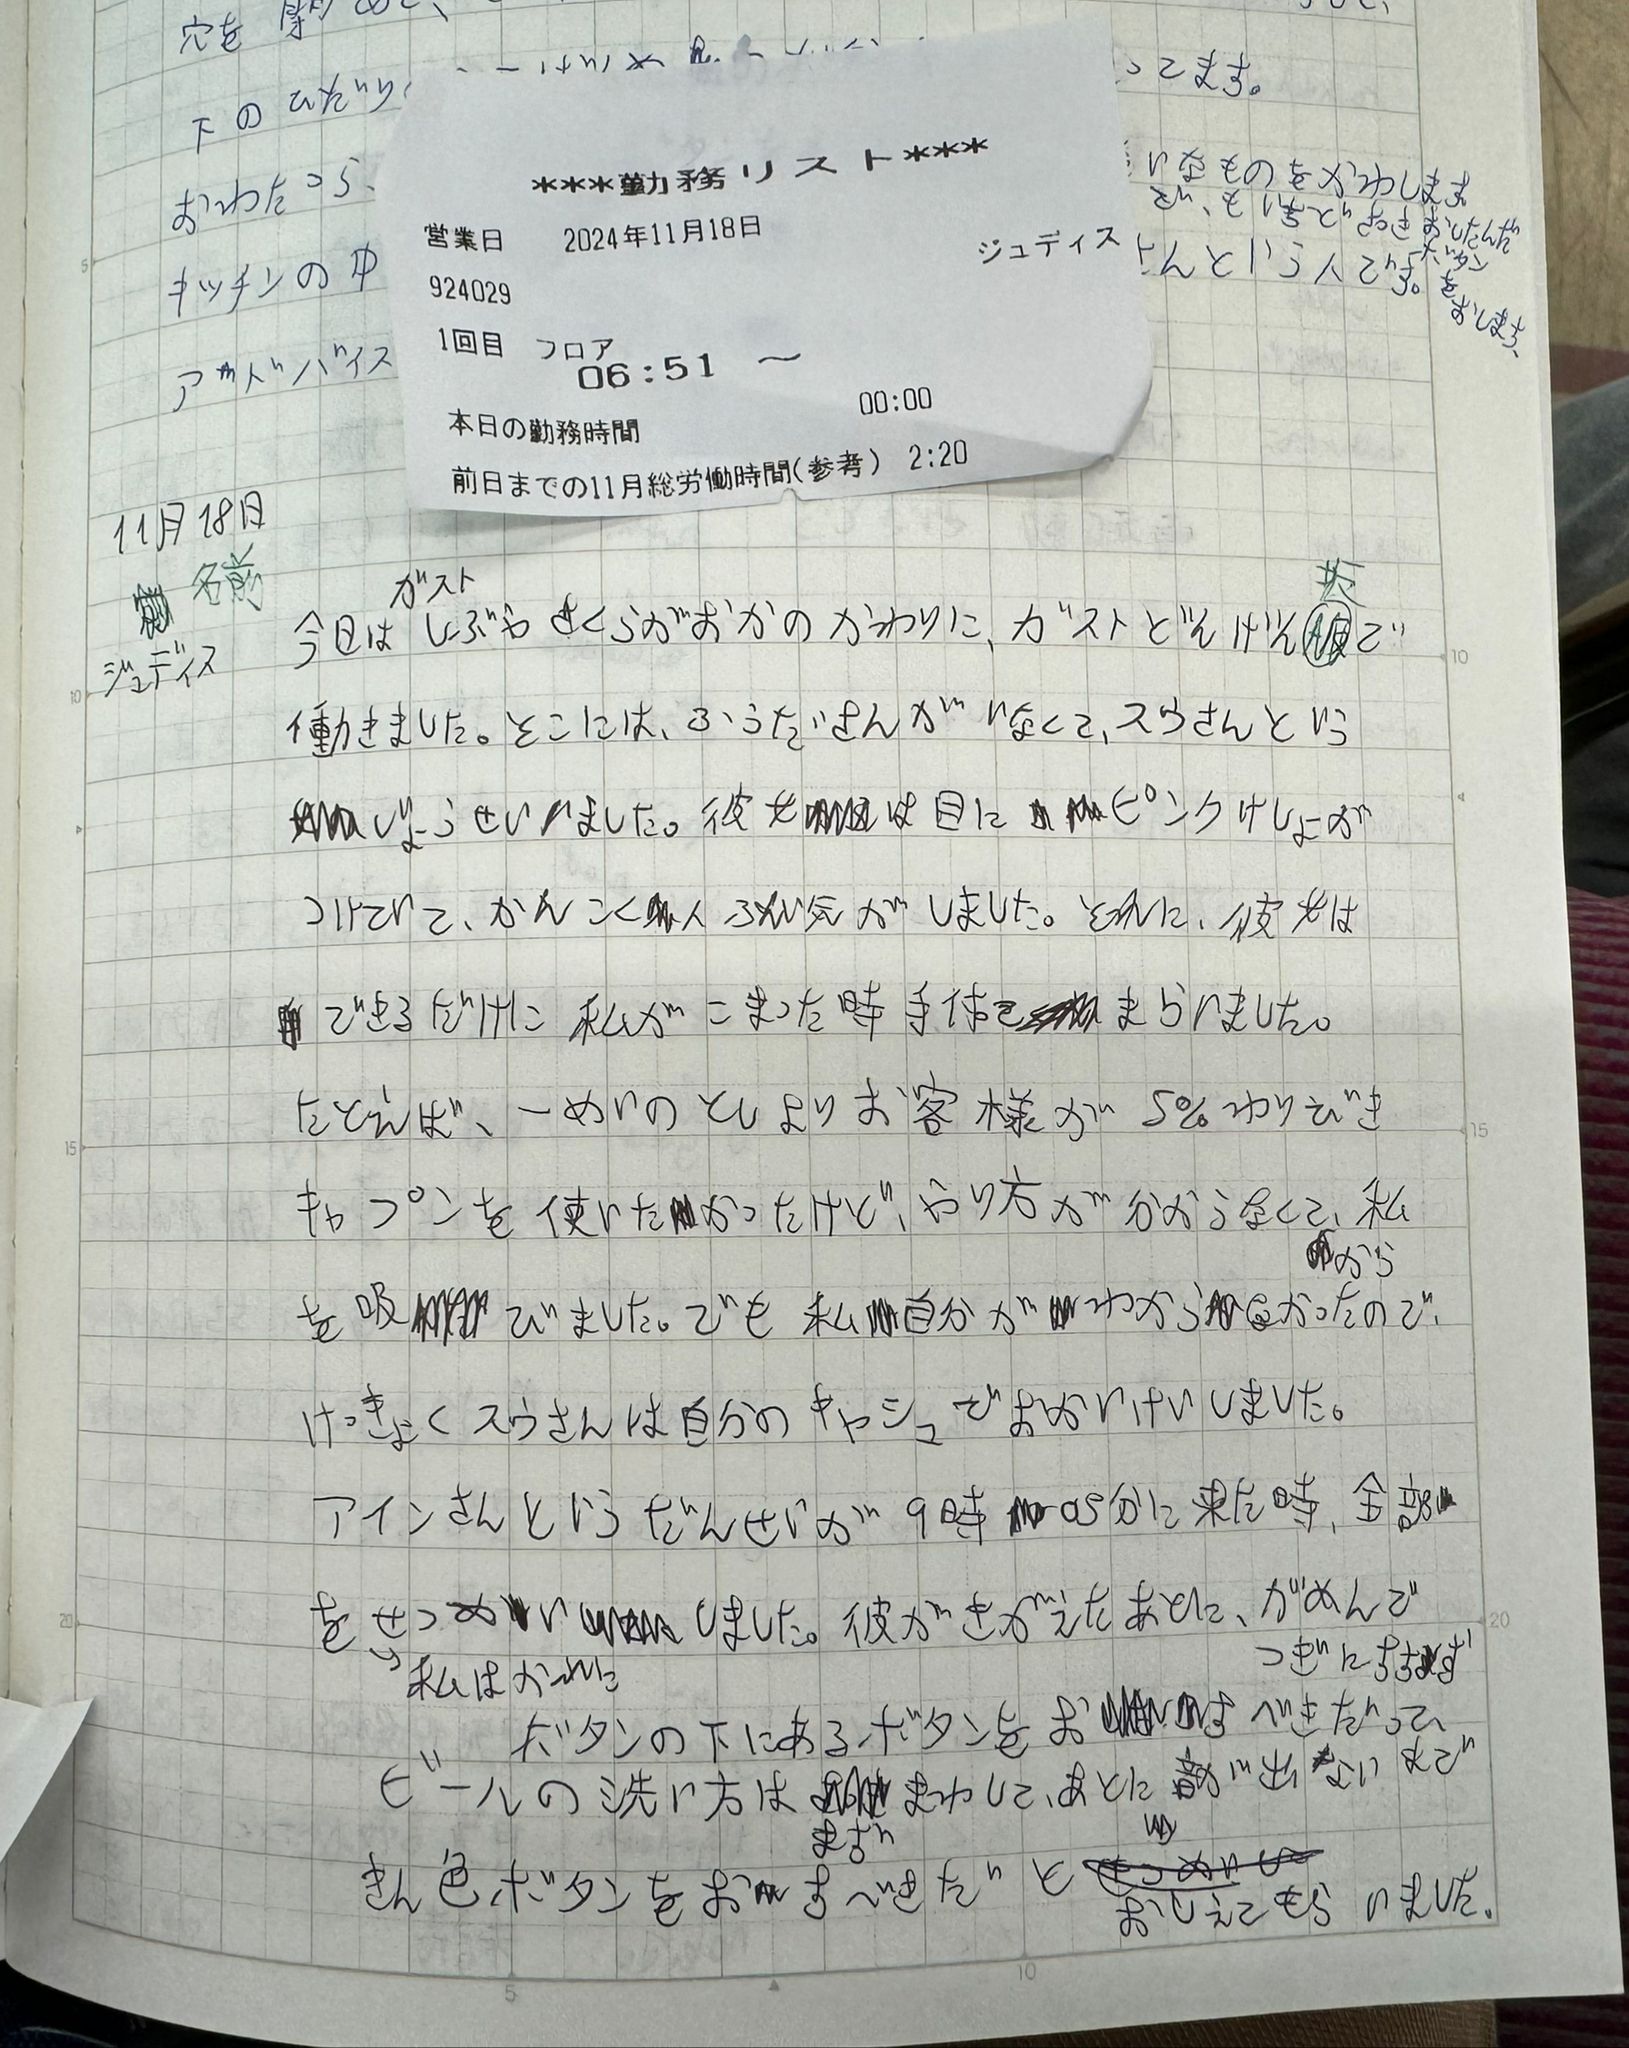 穴を
下のひだり
ってます。
おわたっら、
いなものをかわします
が、もいちどおきおしたんだ
ボタン
をおします、
キッチンの中
さんという人です。
アドバイス
***勤務リスト***
営業日 2024年11月18日
924029 ジュディス
1回目 フロア
06:51 ～
00:00
本日の勤務時間
前日までの11月総労働時間(参考) 2:20
11月18日
名前
ジュディス
ガスト
今日はしぶやさくらがおかのかわりに、ガストどんげんで
働きました。そこには、ふうださんがいなくて、スウさんという
じょうせいいました。彼女は目にピンクけしょが
つけていて、かんこく人ふんい気がしました。それに、彼女は
できるだけに私がこまった時手体てまらいました。
たとえば、一めいのとしよりお客様が5%わりびき
キャプンを使いたかったけど、やり方が分からなくて、私
から
を吸びました。でも私自分がわからなかったので、
けっきょくスウさんは自分のキャシュでおかいけいしました。
アインさんというだんせいが9時05分に来た時、全部
をせつめいしました。彼がきがえたあとに、がめんで
私はかれに
つぎにちちず
ボタンの下にあるボタンをおすべきだって、
ビールの洗い方はまわして、あとに音が出ないまで
まず
きん色ボタンをおすべきだと
おしえてもらいました。